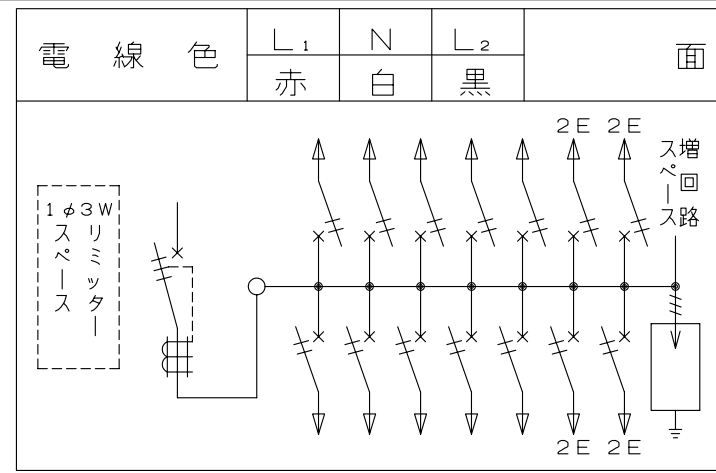 電線色 L₁ N L₂ 面
赤 白 黒
2E 2E
増回路
スペース
1φ3W
リミッター
スペース
2E 2E